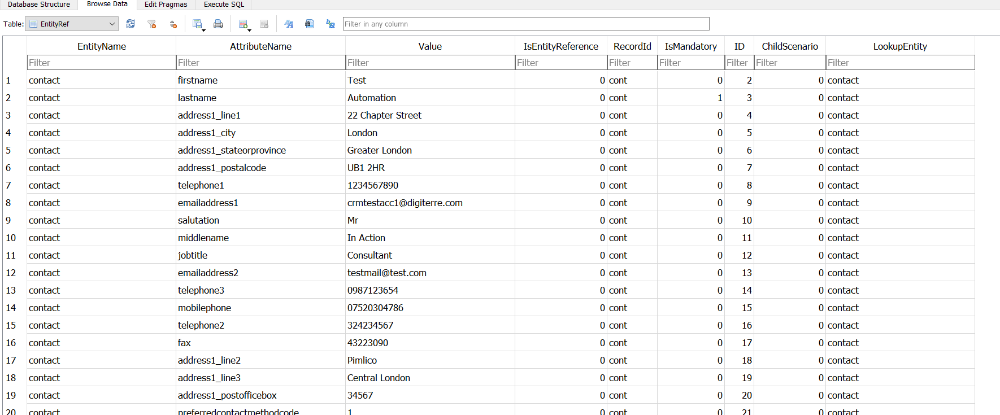 Database Structure Browse Data Edit Pragmas Execute SQL
Table: EntityRef Filter in any column
EntityName AttributeName Value IsEntityReference RecordId IsMandatory ID ChildScenario LookupEntity
Filter Filter Filter Filter Filter Filter Filter Filter Filter
1 contact firstname Test 0 cont 0 2 0 contact
2 contact lastname Automation 0 cont 1 3 0 contact
3 contact address1_line1 22 Chapter Street 0 cont 0 4 0 contact
4 contact address1_city London 0 cont 0 5 0 contact
5 contact address1_stateorprovince Greater London 0 cont 0 6 0 contact
6 contact address1_postalcode UB1 2HR 0 cont 0 7 0 contact
7 contact telephone1 1234567890 0 cont 0 8 0 contact
8 contact emailaddress1 crmtestacc1@digiterre.com 0 cont 0 9 0 contact
9 contact salutation Mr 0 cont 0 10 0 contact
10 contact middlename In Action 0 cont 0 11 0 contact
11 contact jobtitle Consultant 0 cont 0 12 0 contact
12 contact emailaddress2 testmail@test.com 0 cont 0 13 0 contact
13 contact telephone3 0987123654 0 cont 0 14 0 contact
14 contact mobilephone 07520304786 0 cont 0 15 0 contact
15 contact telephone2 324234567 0 cont 0 16 0 contact
16 contact fax 43223090 0 cont 0 17 0 contact
17 contact address1_line2 Pimlico 0 cont 0 18 0 contact
18 contact address1_line3 Central London 0 cont 0 19 0 contact
19 contact address1_postofficebox 34567 0 cont 0 20 0 contact
20 contact preferredcontactmethodcode 1 0 cont 0 21 0 contact